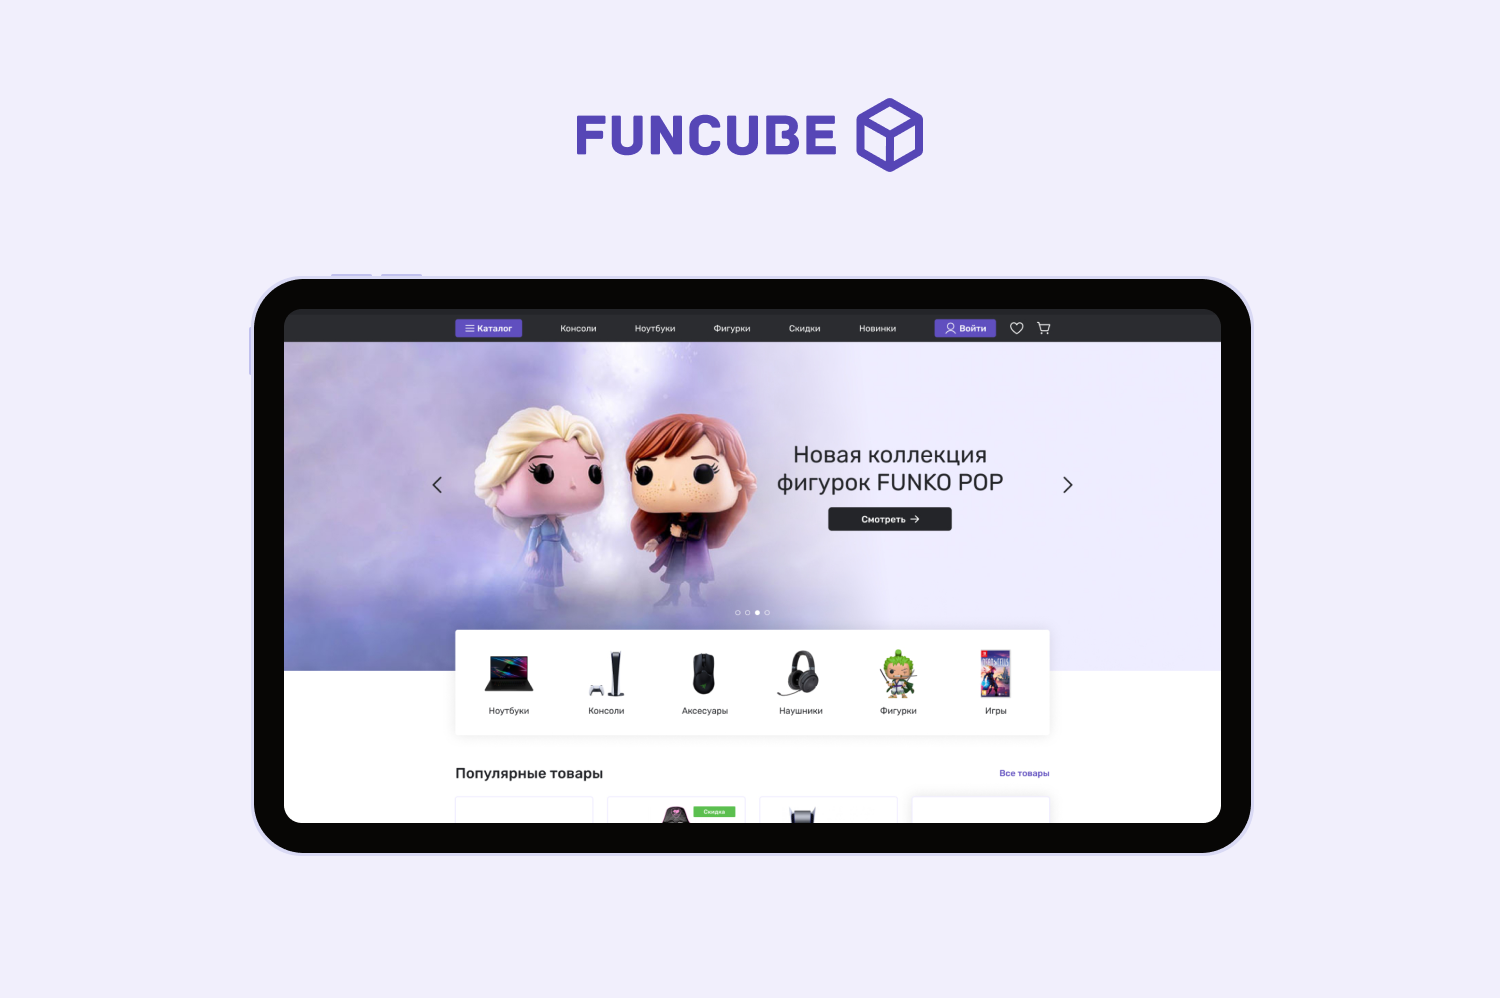 FUNCUBE
Каталог Консоли Ноутбуки Фигурки Скидки Новинки Войти
Новая коллекция
фигурок FUNKO POP
Смотреть →
Ноутбуки Консоли Аксесуары Наушники Фигурки Игры
Популярные товары Все товары
Скидка